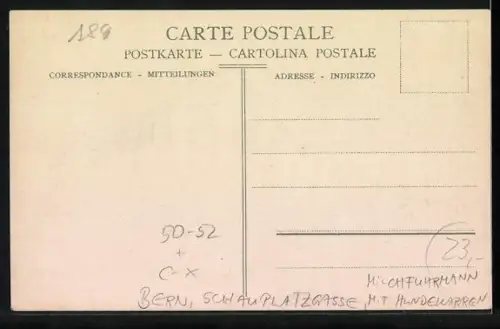 189
CARTE POSTALE
POSTKARTE — CARTOLINA POSTALE
CORRESPONDANCE - MITTEILUNGEN
ADRESSE - INDIRIZZO
50-52
+
C-X
23,-
MILCHFUHRMANN
BERN, SCHAUPLATZGASSE, MIT HUNDEKARREN